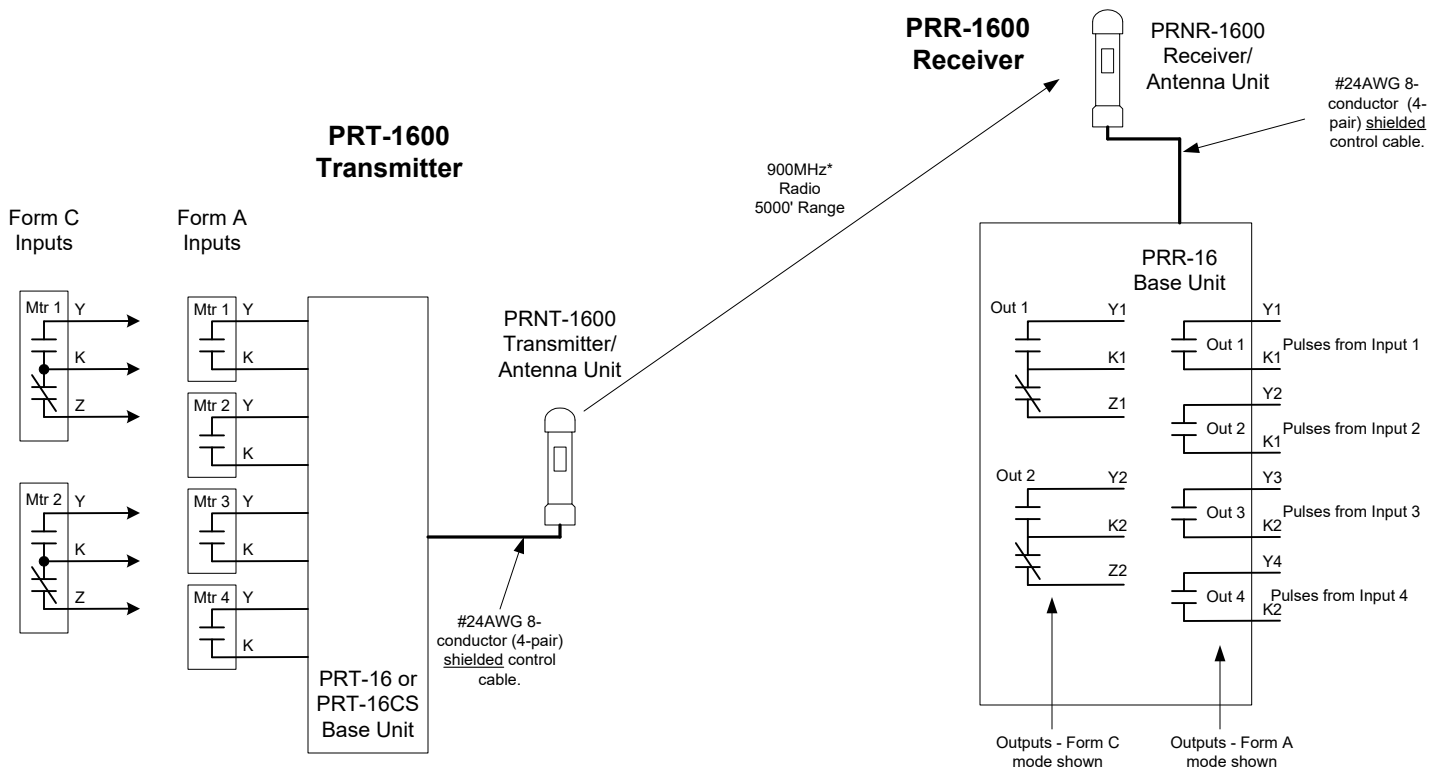 PRR-1600
Receiver
PRNR-1600
Receiver/
Antenna Unit
#24AWG 8-
conductor (4-
pair) shielded
control cable.
PRT-1600
Transmitter
900MHz*
Radio
5000' Range
Form C
Inputs
Form A
Inputs
Mtr 1
Y
K
Z
Mtr 2
Y
K
Z
Mtr 1
Y
K
Mtr 2
Y
K
Mtr 3
Y
K
Mtr 4
Y
K
PRT-16 or
PRT-16CS
Base Unit
PRNT-1600
Transmitter/
Antenna Unit
#24AWG 8-
conductor (4-pair)
shielded control
cable.
PRR-16
Base Unit
Out 1
Y1
K1
Z1
Out 2
Y2
K2
Z2
Y1
Out 1
K1
Pulses from Input 1
Y2
Out 2
K1
Pulses from Input 2
Y3
Out 3
K2
Pulses from Input 3
Y4
Out 4
K2
Pulses from Input 4
Outputs - Form C
mode shown
Outputs - Form A
mode shown